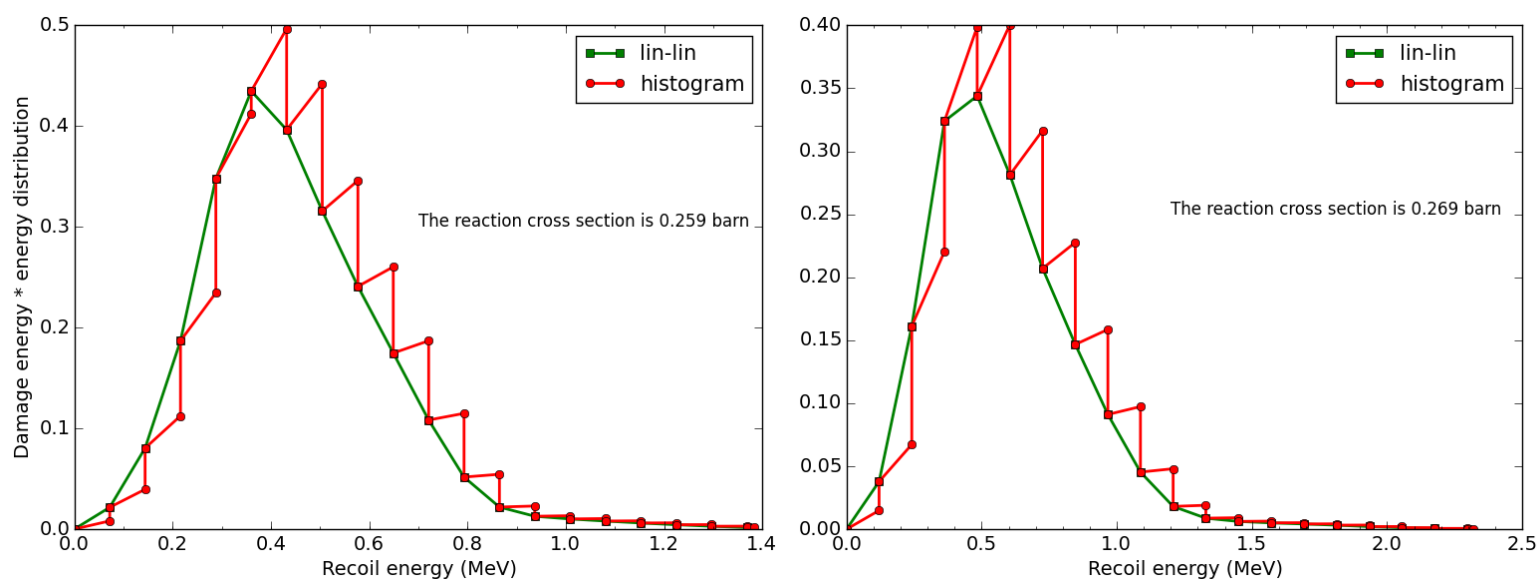 0.5
0.4
0.3
0.2
0.1
0.0
0.0 0.2 0.4 0.6 0.8 1.0 1.2 1.4
Damage energy * energy distribution
Recoil energy (MeV)
lin-lin
histogram
The reaction cross section is 0.259 barn
0.40
0.35
0.30
0.25
0.20
0.15
0.10
0.05
0.00
0.0 0.5 1.0 1.5 2.0 2.5
Recoil energy (MeV)
lin-lin
histogram
The reaction cross section is 0.269 barn